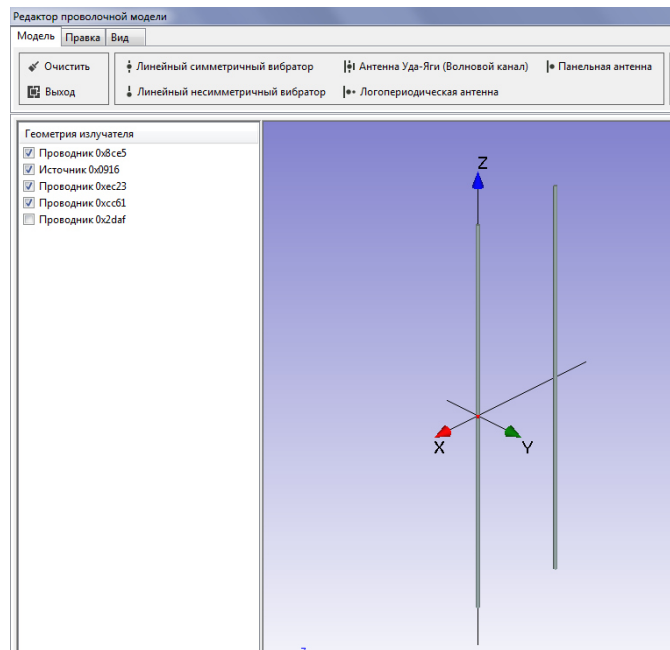 Редактор проволочной модели
Модель Правка Вид
Очистить Линейный симметричный вибратор Антенна Уда-Яги (Волновой канал) Панельная антенна
Выход Линейный несимметричный вибратор Логопериодическая антенна
Геометрия излучателя
Проводник 0x8ce5
Источник 0x0916
Проводник 0xec23
Проводник 0xcc61
Проводник 0x2daf
Z
X Y